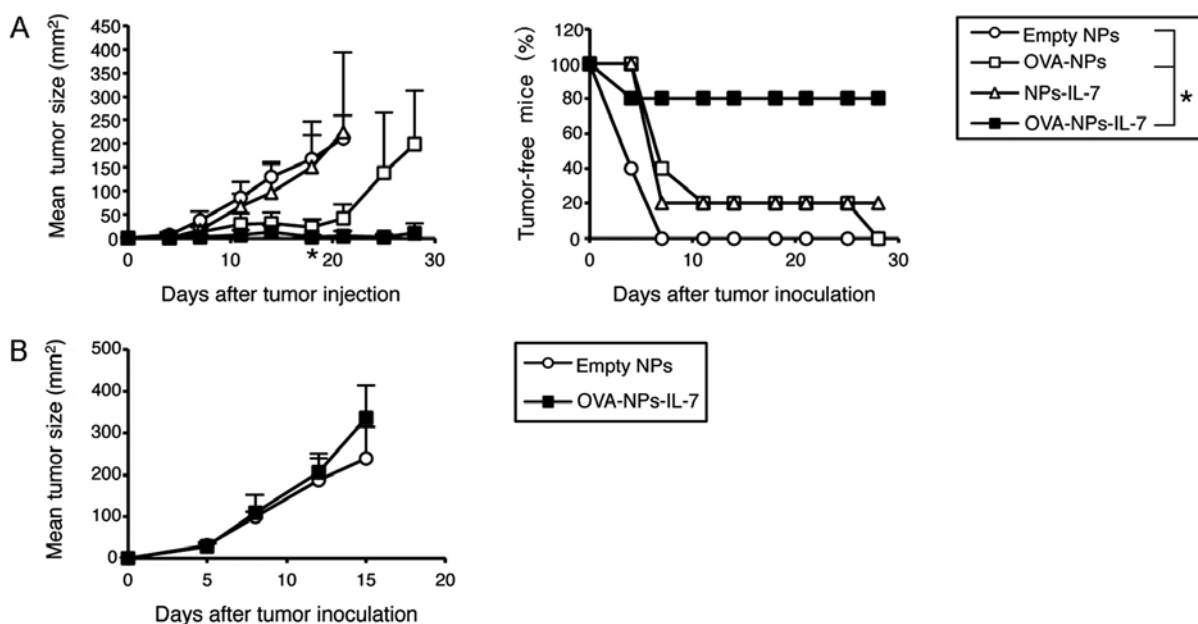 A
Mean tumor size (mm²)
450
400
350
300
250
200
150
100
50
0
0
10
20
30
*
Days after tumor injection
Tumor-free mice (%)
100
80
60
40
20
0
0
5
10
15
20
25
30
Days after tumor inoculation
Empty NPs
OVA-NPs
NPs-IL-7
OVA-NPs-IL-7
*
B
Mean tumor size (mm²)
500
400
300
200
100
0
0
5
10
15
20
Days after tumor inoculation
Empty NPs
OVA-NPs-IL-7